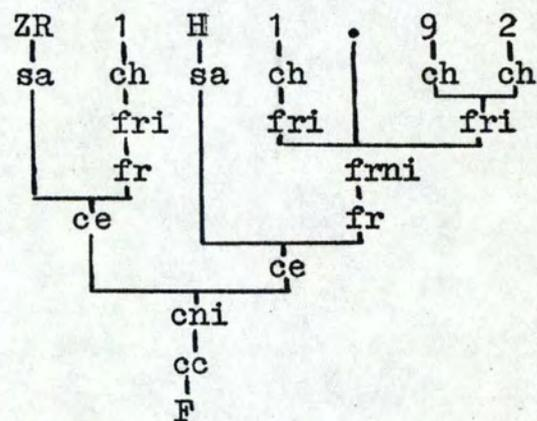 ZR 1 H 1 . 9 2
sa ch sa ch ch ch
fri fri fri
fr frni
ce fr
ce
cni
cc
F